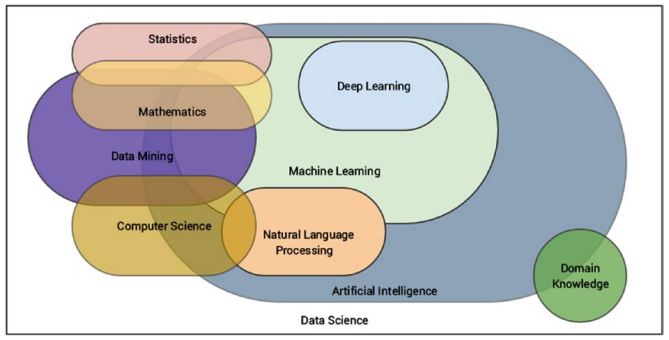 Statistics
Deep Learning
Mathematics
Data Mining
Machine Learning
Computer Science
Natural Language
Processing
Domain
Knowledge
Artificial Intelligence
Data Science